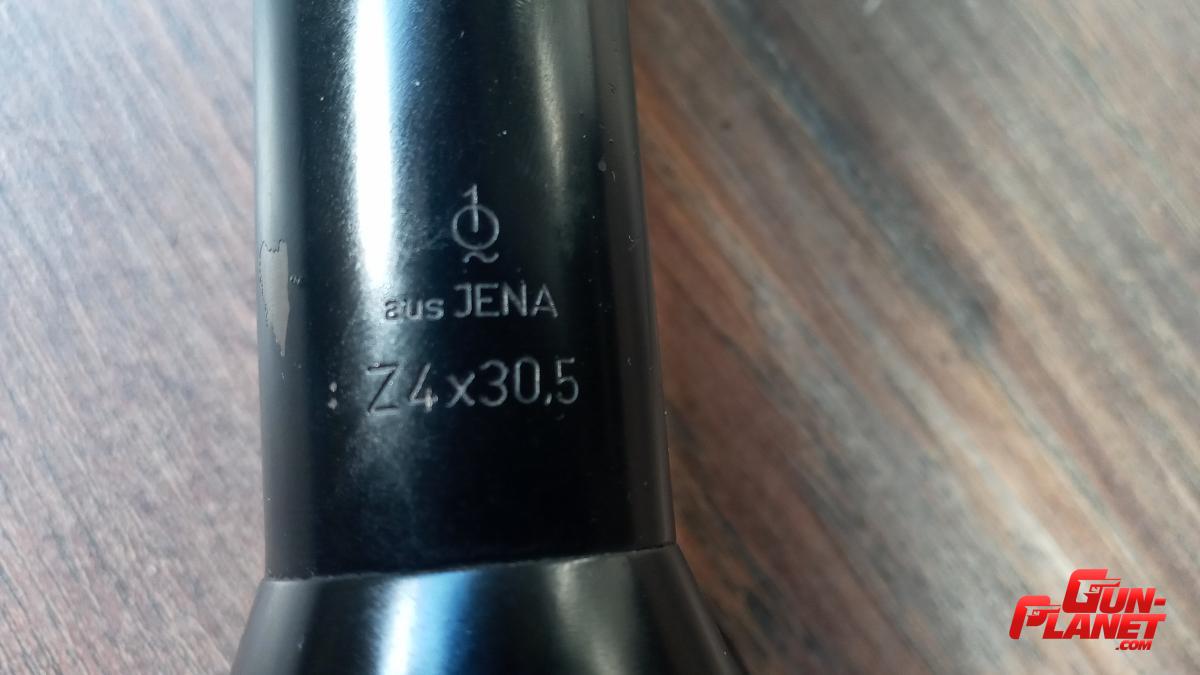 aus JENA
Z4x30,5
GUN-
PLANET
.COM